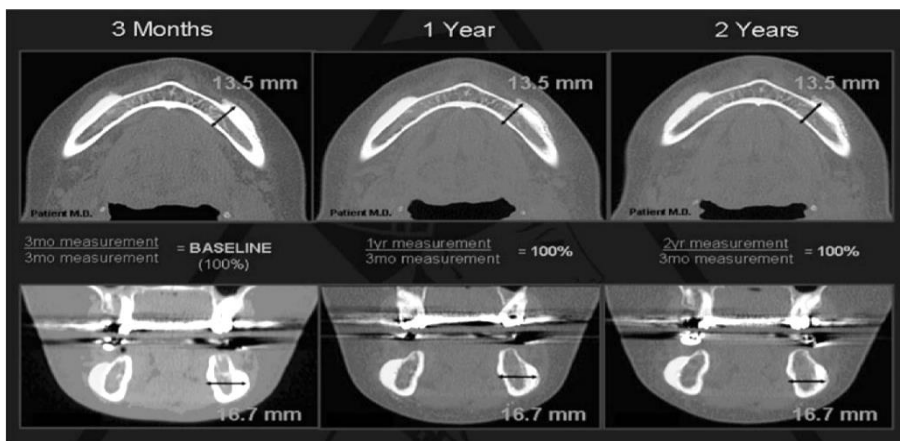 3 Months
1 Year
2 Years
13.5 mm
13.5 mm
13.5 mm
Patient M.D.
Patient M.D.
Patient M.D.
3mo measurement
3mo measurement
= BASELINE
(100%)
1yr measurement
3mo measurement
= 100%
2yr measurement
3mo measurement
= 100%
16.7 mm
16.7 mm
16.7 mm